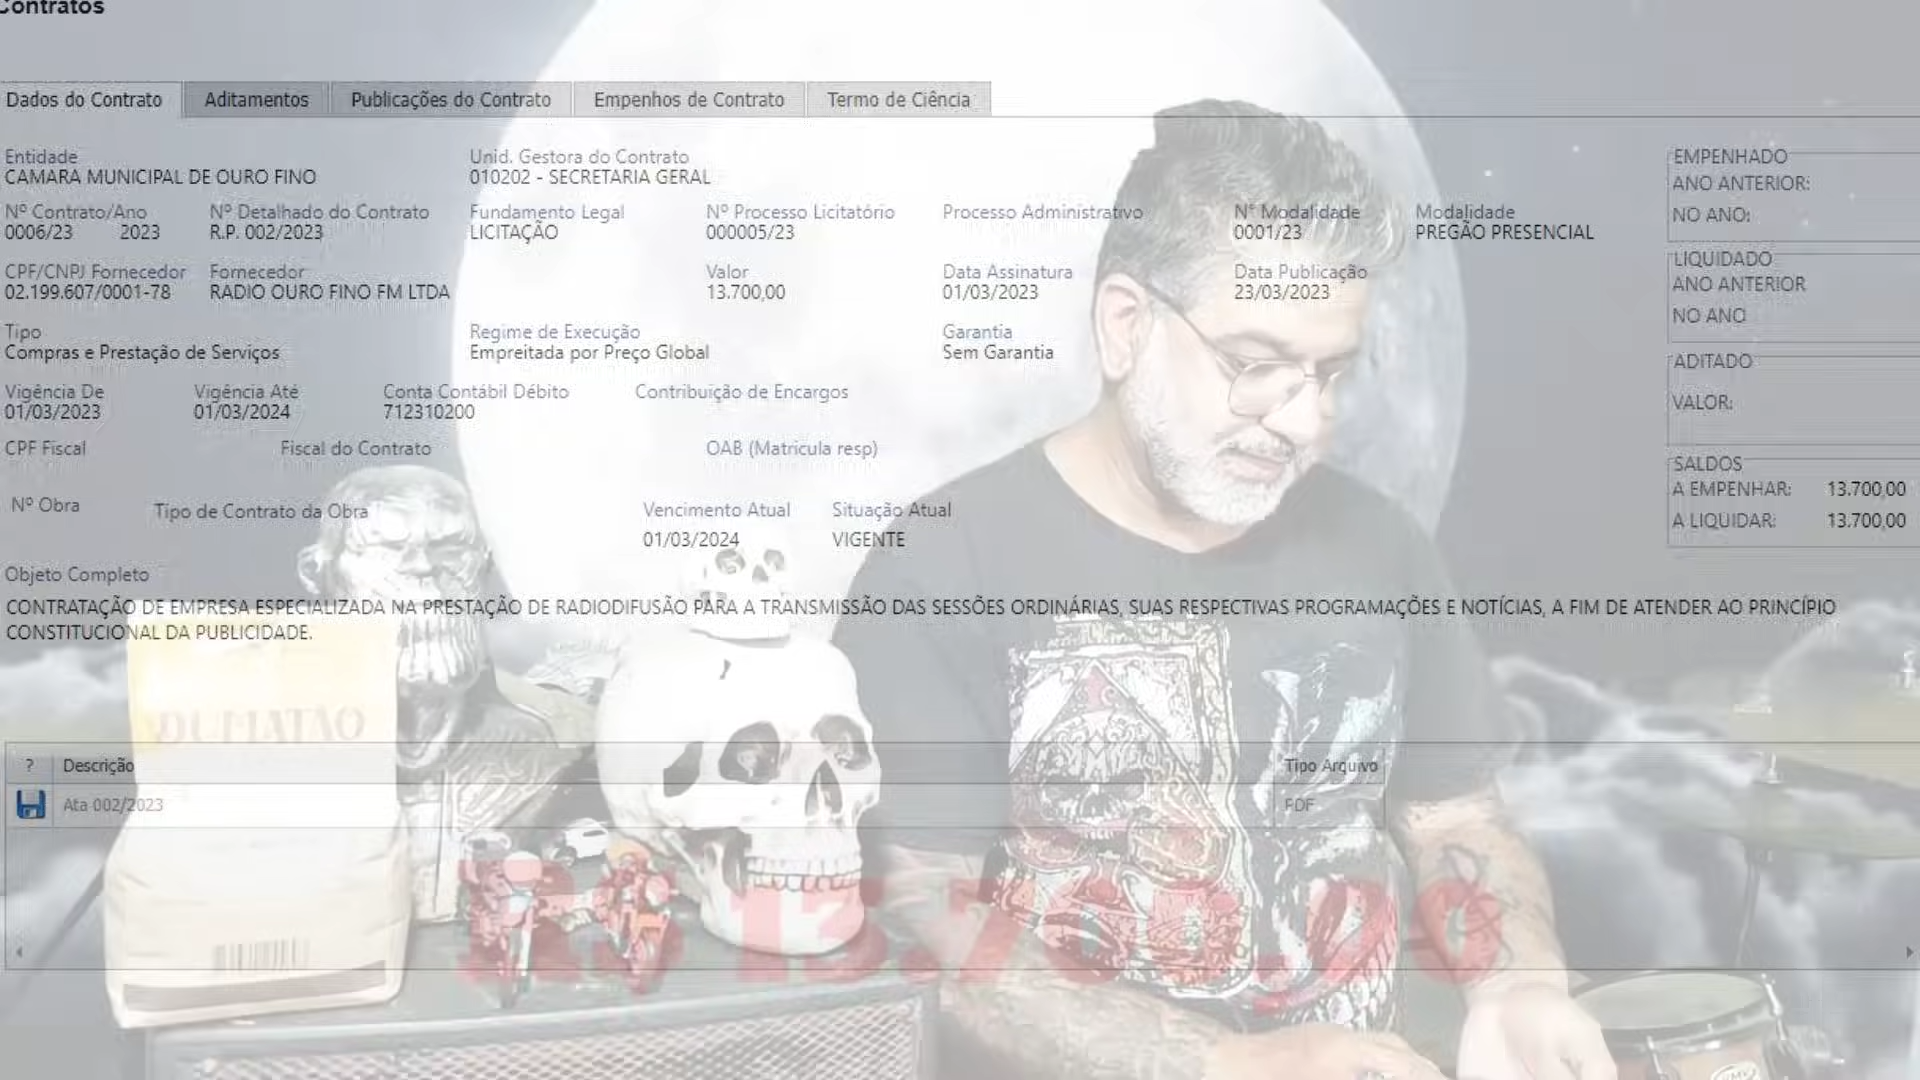 Contratos
Dados do Contrato Aditamentos Publicações do Contrato Empenhos de Contrato Termo de Ciência
Entidade Unid. Gestora do Contrato
CAMARA MUNICIPAL DE OURO FINO 010202 - SECRETARIA GERAL
Nº Contrato/Ano Nº Detalhado do Contrato Fundamento Legal Nº Processo Licitatório Processo Administrativo Nº Modalidade Modalidade
0006/23 2023 R.P. 002/2023 LICITAÇÃO 000005/23 0001/23 PREGÃO PRESENCIAL
CPF/CNPJ Fornecedor Fornecedor Valor Data Assinatura Data Publicação
02.199.607/0001-78 RADIO OURO FINO FM LTDA 13.700,00 01/03/2023 23/03/2023
Tipo Regime de Execução Garantia
Compras e Prestação de Serviços Empreitada por Preço Global Sem Garantia
Vigência De Vigência Até Conta Contábil Débito Contribuição de Encargos
01/03/2023 01/03/2024 712310200
CPF Fiscal Fiscal do Contrato OAB (Matricula resp)
Nº Obra Tipo de Contrato da Obra Vencimento Atual Situação Atual
01/03/2024 VIGENTE
EMPENHADO
ANO ANTERIOR:
NO ANO:
LIQUIDADO
ANO ANTERIOR
NO ANO
ADITADO
VALOR:
SALDOS
A EMPENHAR: 13.700,00
A LIQUIDAR: 13.700,00
Objeto Completo
CONTRATAÇÃO DE EMPRESA ESPECIALIZADA NA PRESTAÇÃO DE RADIODIFUSÃO PARA A TRANSMISSÃO DAS SESSÕES ORDINÁRIAS, SUAS RESPECTIVAS PROGRAMAÇÕES E NOTÍCIAS, A FIM DE ATENDER AO PRINCÍPIO
CONSTITUCIONAL DA PUBLICIDADE.
? Descrição Tipo Arquivo
Ata 002/2023 PDF
R$ 13.700,00